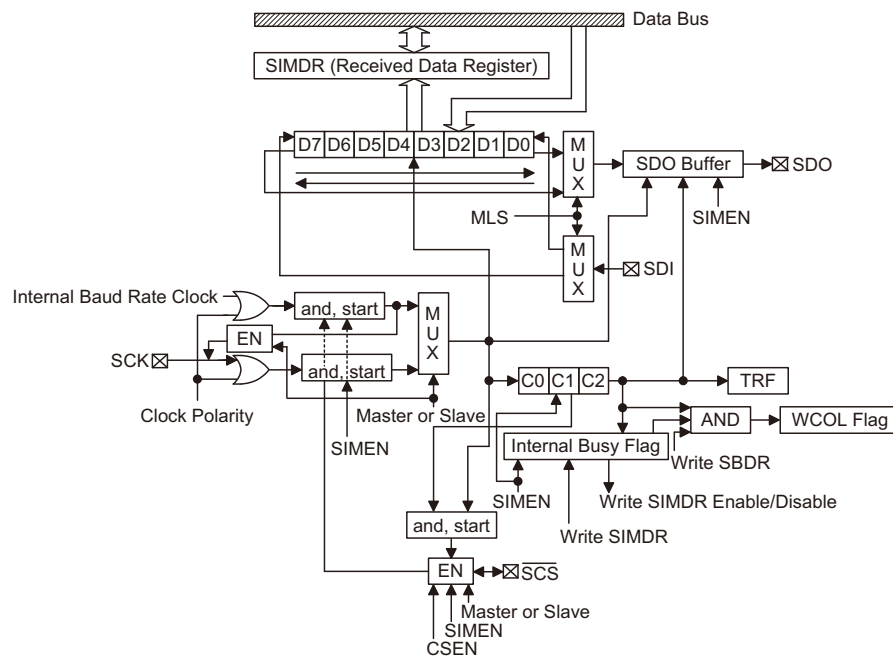 Data Bus
SIMDR (Received Data Register)
D7 D6 D5 D4 D3 D2 D1 D0
MUX
SDO Buffer
SDO
MLS
SIMEN
MUX
SDI
Internal Baud Rate Clock
and, start
MUX
EN
SCK
and, start
C0 C1 C2
TRF
Clock Polarity
Master or Slave
SIMEN
AND
WCOL Flag
Internal Busy Flag
Write SBDR
SIMEN
Write SIMDR Enable/Disable
and, start
Write SIMDR
EN
SCS
Master or Slave
SIMEN
CSEN